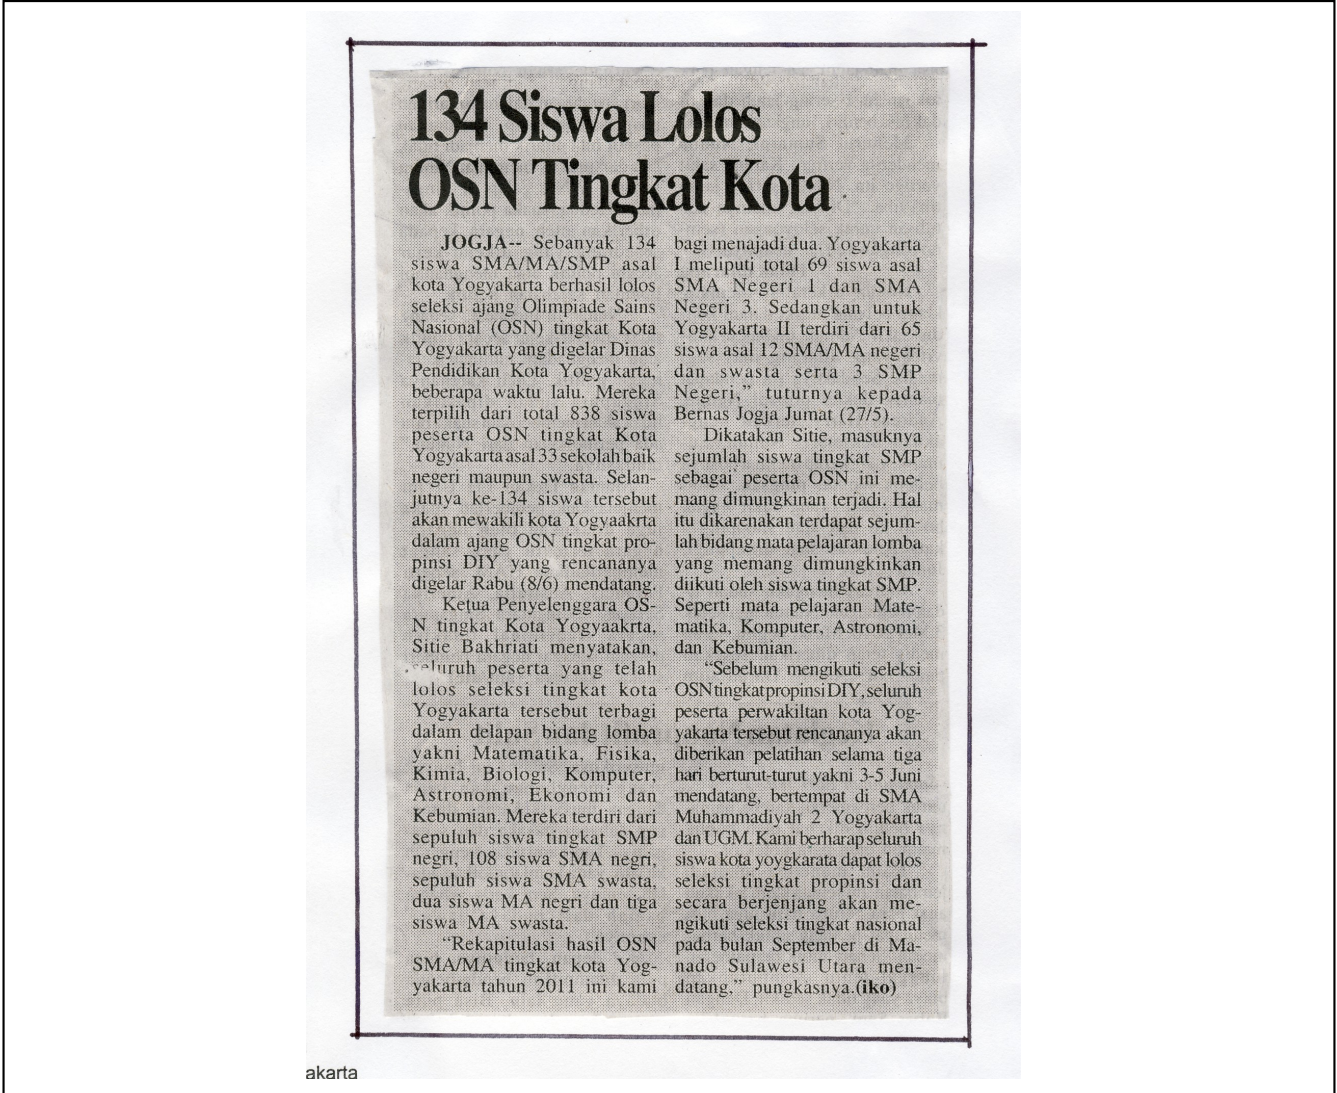 134 Siswa Lolos
OSN Tingkat Kota
JOGJA-- Sebanyak 134
siswa SMA/MA/SMP asal
kota Yogyakarta berhasil lolos
seleksi ajang Olimpiade Sains
Nasional (OSN) tingkat Kota
Yogyakarta yang digelar Dinas
Pendidikan Kota Yogyakarta,
beberapa waktu lalu. Mereka
terpilih dari total 838 siswa
peserta OSN tingkat Kota
Yogyakarta asal 33 sekolah baik
negeri maupun swasta. Selan-
jutnya ke-134 siswa tersebut
akan mewakili kota Yogyaakrta
dalam ajang OSN tingkat pro-
pinsi DIY yang rencananya
digelar Rabu (8/6) mendatang.
Ketua Penyelenggara OS-
N tingkat Kota Yogyaakrta,
Sitie Bakhriati menyatakan,
seluruh peserta yang telah
lolos seleksi tingkat kota
Yogyakarta tersebut terbagi
dalam delapan bidang lomba
yakni Matematika, Fisika,
Kimia, Biologi, Komputer,
Astronomi, Ekonomi dan
Kebumian. Mereka terdiri dari
sepuluh siswa tingkat SMP
negri, 108 siswa SMA negri,
sepuluh siswa SMA swasta,
dua siswa MA negri dan tiga
siswa MA swasta.
"Rekapitulasi hasil OSN
SMA/MA tingkat kota Yog-
yakarta tahun 2011 ini kami
bagi menajadi dua. Yogyakarta
I meliputi total 69 siswa asal
SMA Negeri 1 dan SMA
Negeri 3. Sedangkan untuk
Yogyakarta II terdiri dari 65
siswa asal 12 SMA/MA negeri
dan swasta serta 3 SMP
Negeri," tuturnya kepada
Bernas Jogja Jumat (27/5).
Dikatakan Sitie, masuknya
sejumlah siswa tingkat SMP
sebagai peserta OSN ini me-
mang dimungkinan terjadi. Hal
itu dikarenakan terdapat sejum-
lah bidang mata pelajaran lomba
yang memang dimungkinkan
diikuti oleh siswa tingkat SMP.
Seperti mata pelajaran Mate-
matika, Komputer, Astronomi,
dan Kebumian.
"Sebelum mengikuti seleksi
OSN tingkat propinsi DIY, seluruh
peserta perwakiltan kota Yog-
yakarta tersebut rencananya akan
diberikan pelatihan selama tiga
hari berturut-turut yakni 3-5 Juni
mendatang, bertempat di SMA
Muhammadiyah 2 Yogyakarta
dan UGM. Kami berharap seluruh
siswa kota yoygkarata dapat lolos
seleksi tingkat propinsi dan
secara berjenjang akan me-
ngikuti seleksi tingkat nasional
pada bulan September di Ma-
nado Sulawesi Utara men-
datang," pungkasnya.(iko)
akarta